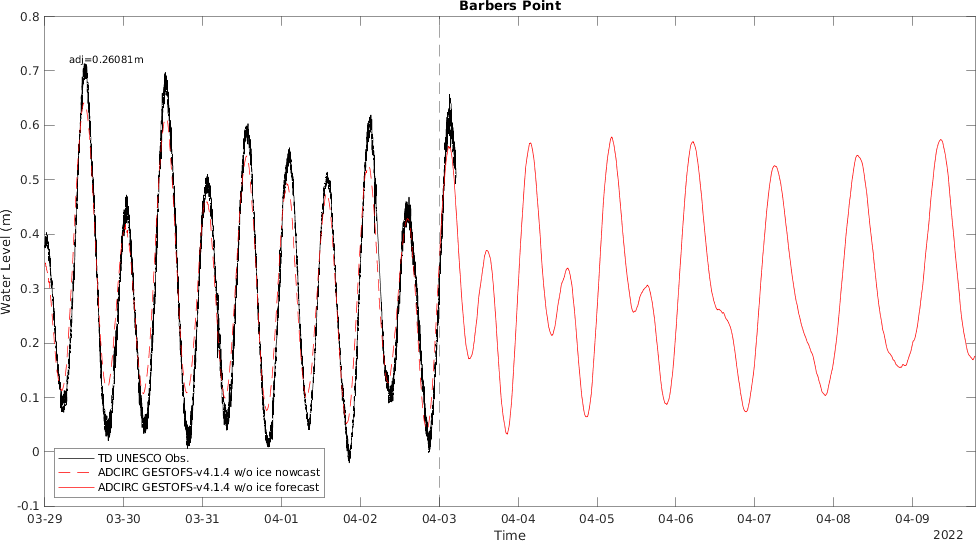 Barbers Point
0.8
0.7
0.6
0.5
0.4
0.3
0.2
0.1
0
-0.1
Water Level (m)
adj=0.26081m
TD UNESCO Obs.
ADCIRC GESTOFS-v4.1.4 w/o ice nowcast
ADCIRC GESTOFS-v4.1.4 w/o ice forecast
03-29 03-30 03-31 04-01 04-02 04-03 04-04 04-05 04-06 04-07 04-08 04-09
Time
2022